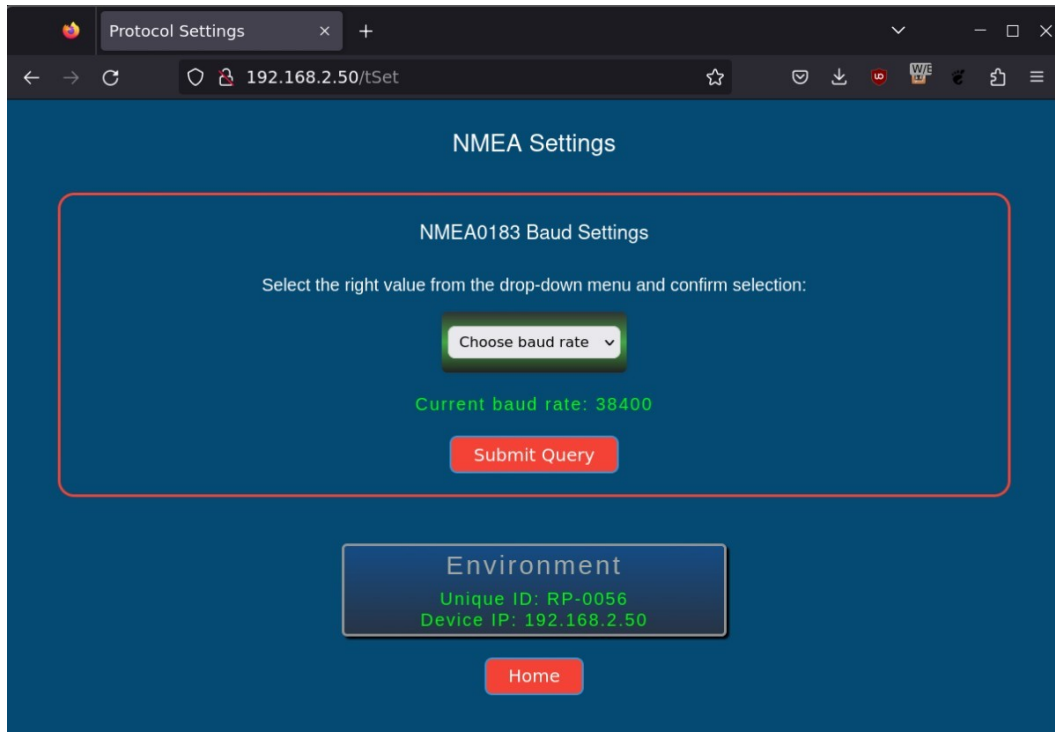 Protocol Settings
192.168.2.50/tSet
NMEA Settings
NMEA0183 Baud Settings
Select the right value from the drop-down menu and confirm selection:
Choose baud rate
Current baud rate: 38400
Submit Query
Environment
Unique ID: RP-0056
Device IP: 192.168.2.50
Home